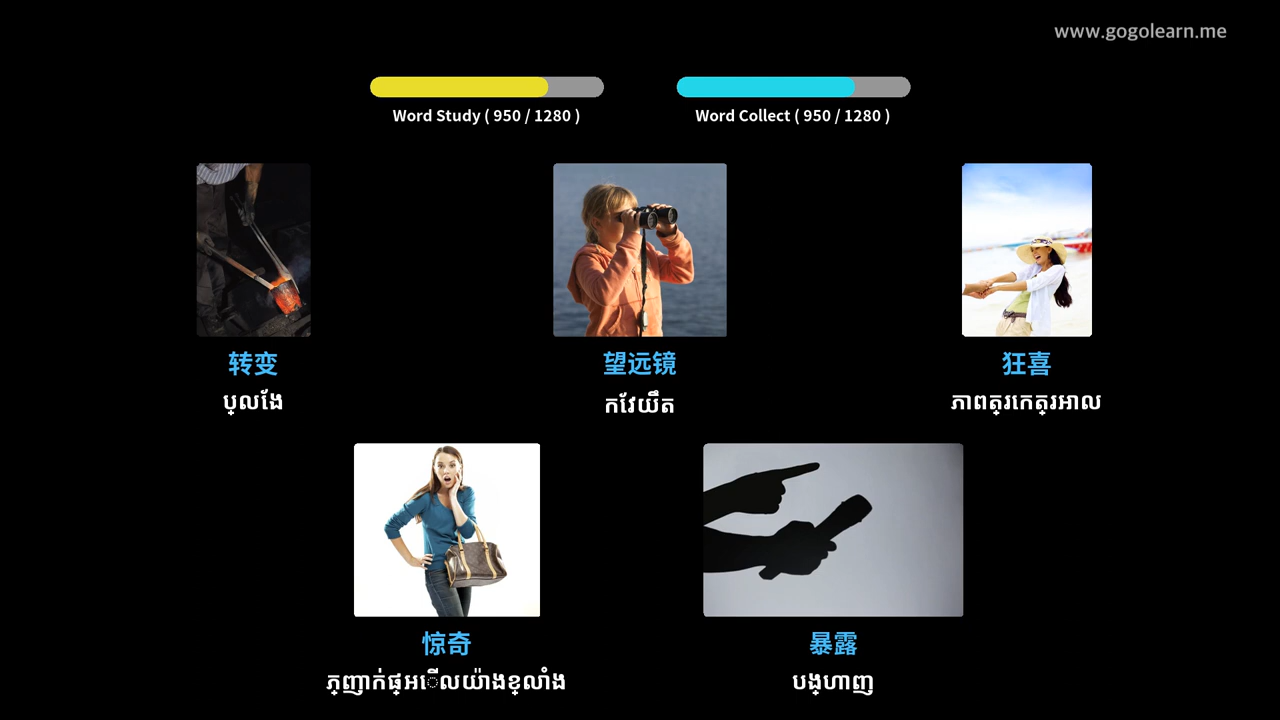 www.gogolearn.me
Word Study ( 950 / 1280 )
Word Collect ( 950 / 1280 )
转变
ប្លែង
望远镜
កែវយឹត
狂喜
ភាពត្រេកត្រអាល
惊奇
ភ្ញាក់ផ្អើលយ៉ាងខ្លាំង
暴露
បង្ហាញ